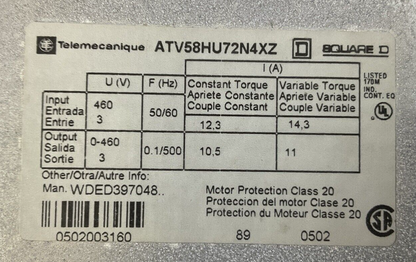 Telemecanique ATV58HU72N4XZ D SQUARE D
I (A)
U (V) F (Hz) Constant Torque Variable Torque
Apriete Constante Apriete Variable
Couple Constant Couple Variable
LISTED
170M
IND.
CONT. EQ
UL
Input 460
Entrada 50/60
Entrie 3 12,3 14,3
Output 0-460
Salida 0.1/500
Sortie 3 10,5 11
Other/Otra/Autre Info:
Man. WDED397048..
Motor Protection Class 20
Proteccion del motor Clase 20
Protection du Moteur Classe 20
0502003160 89 0502
SA